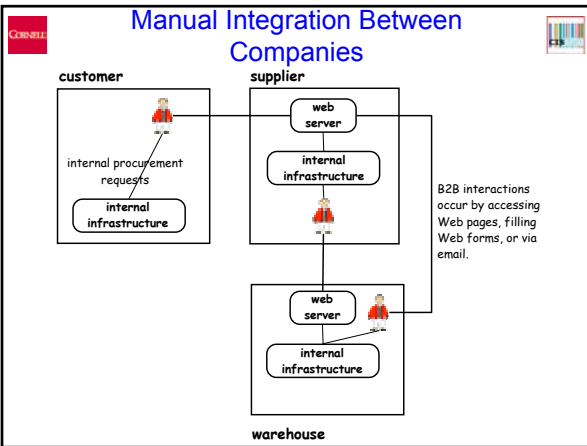 CORNELL
Manual Integration Between
Companies
CIS
customer
supplier
web
server
internal procurement
requests
internal
infrastructure
internal
infrastructure
B2B interactions
occur by accessing
Web pages, filling
Web forms, or via
email.
web
server
internal
infrastructure
warehouse